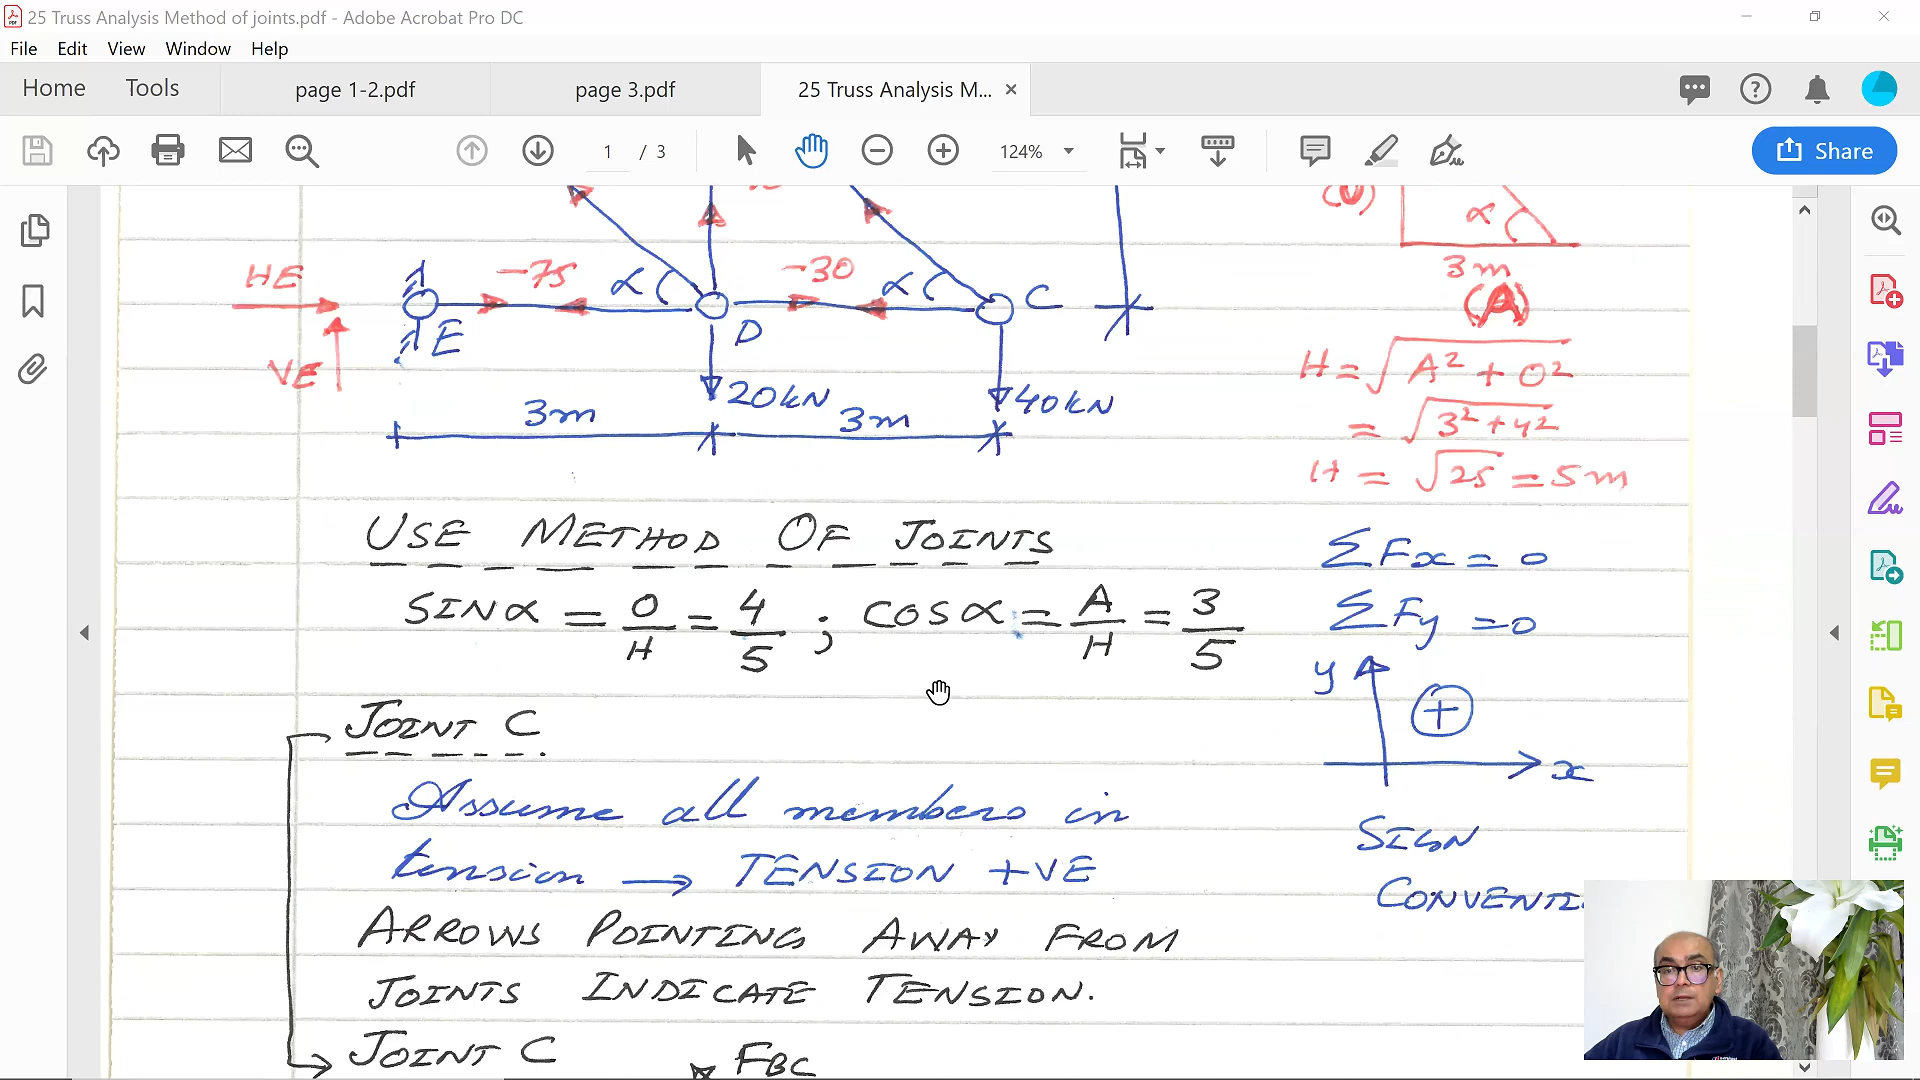 25 Truss Analysis Method of joints.pdf - Adobe Acrobat Pro DC
File Edit View Window Help
Home Tools page 1-2.pdf page 3.pdf 25 Truss Analysis M...
1 / 3 124% Share
(O) α
3m
(A)
HE -75 α -30 α C
E D
VE
20kN 40kN
3m 3m
H = √A² + O²
= √3² + 4²
H = √25 = 5m
USE METHOD OF JOINTS
SINα = O/H = 4/5 ; COSα = A/H = 3/5
ΣFx = 0
ΣFy = 0
y
+
x
SIGN
CONVENTI
JOINT C
Assume all members in
tension → TENSION +VE
ARROWS POINTING AWAY FROM
JOINTS INDICATE TENSION.
JOINT C FBC